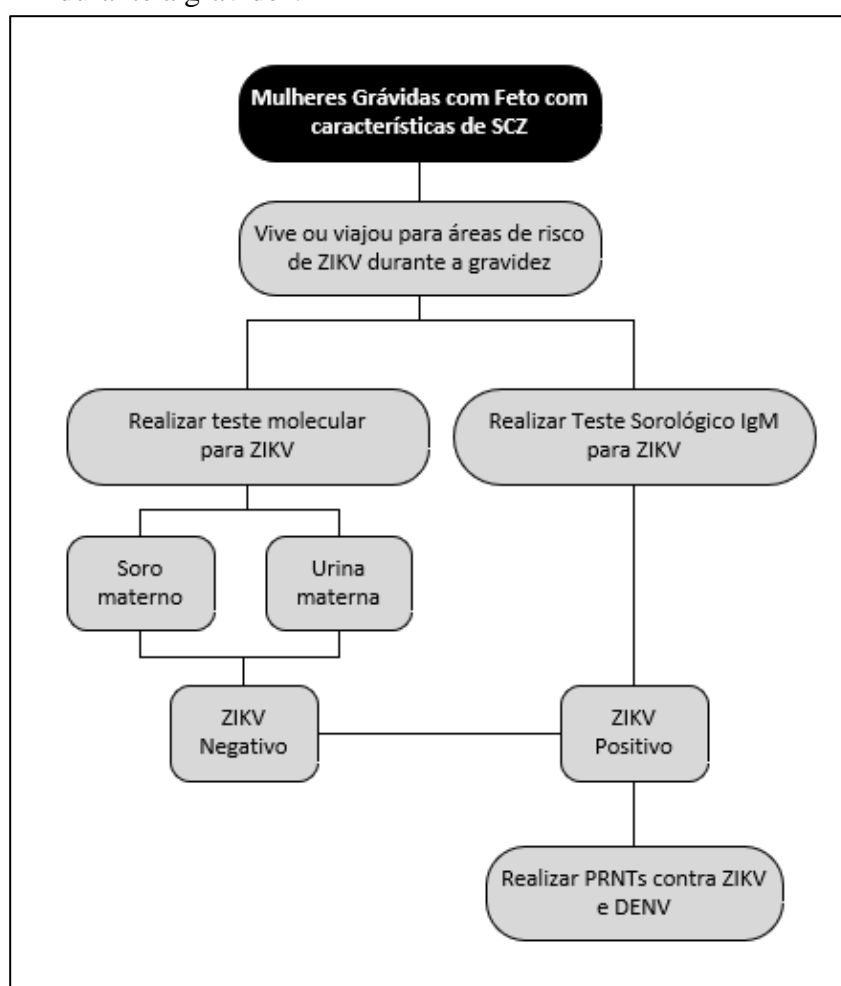 durante a gravidez.
Mulheres Grávidas com Feto com
características de SCZ
Vive ou viajou para áreas de risco
de ZIKV durante a gravidez
Realizar teste molecular
para ZIKV
Realizar Teste Sorológico IgM
para ZIKV
Soro
materno
Urina
materna
ZIKV
Negativo
ZIKV
Positivo
Realizar PRNTs contra ZIKV
e DENV